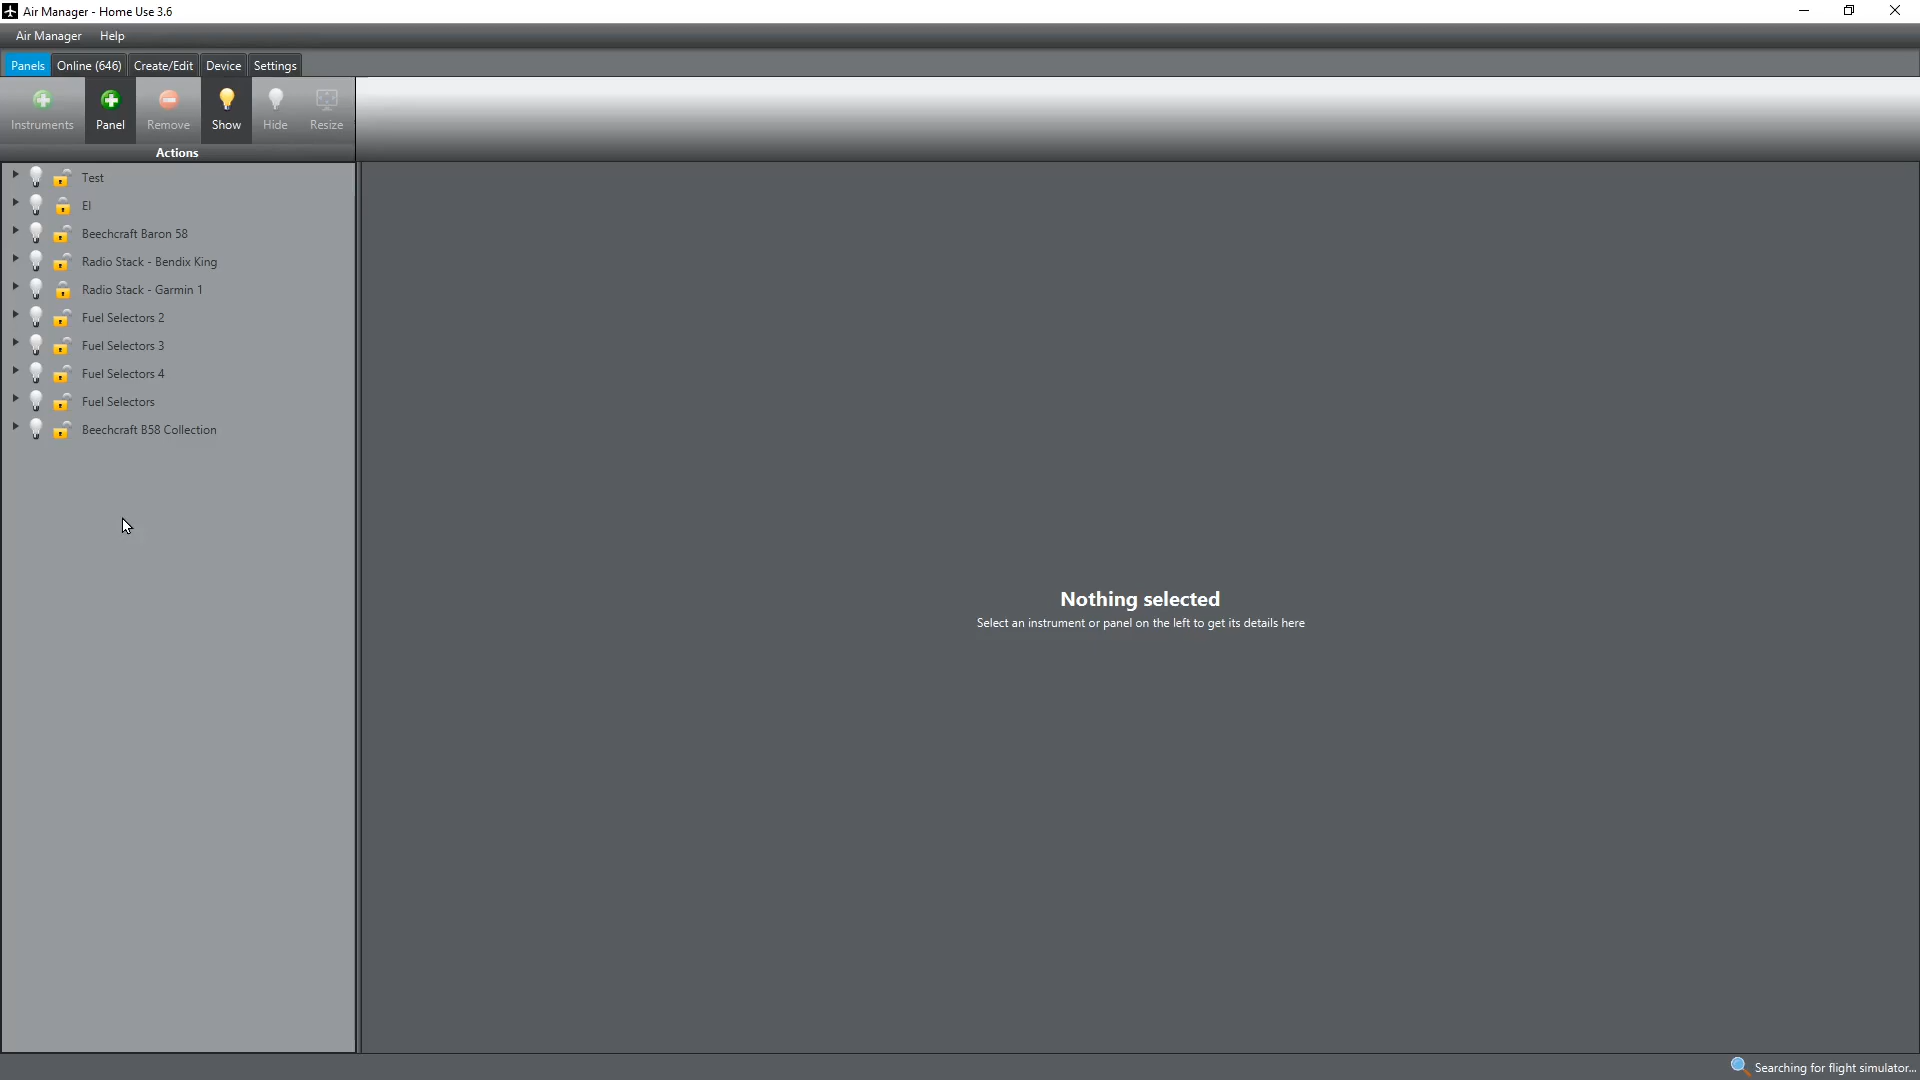 Air Manager - Home Use 3.6
Air Manager Help
Panels Online (646) Create/Edit Device Settings
Instruments Panel Remove Show Hide Resize
Actions
Test
EI
Beechcraft Baron 58
Radio Stack - Bendix King
Radio Stack - Garmin 1
Fuel Selectors 2
Fuel Selectors 3
Fuel Selectors 4
Fuel Selectors
Beechcraft B58 Collection
Nothing selected
Select an instrument or panel on the left to get its details here
Searching for flight simulator...